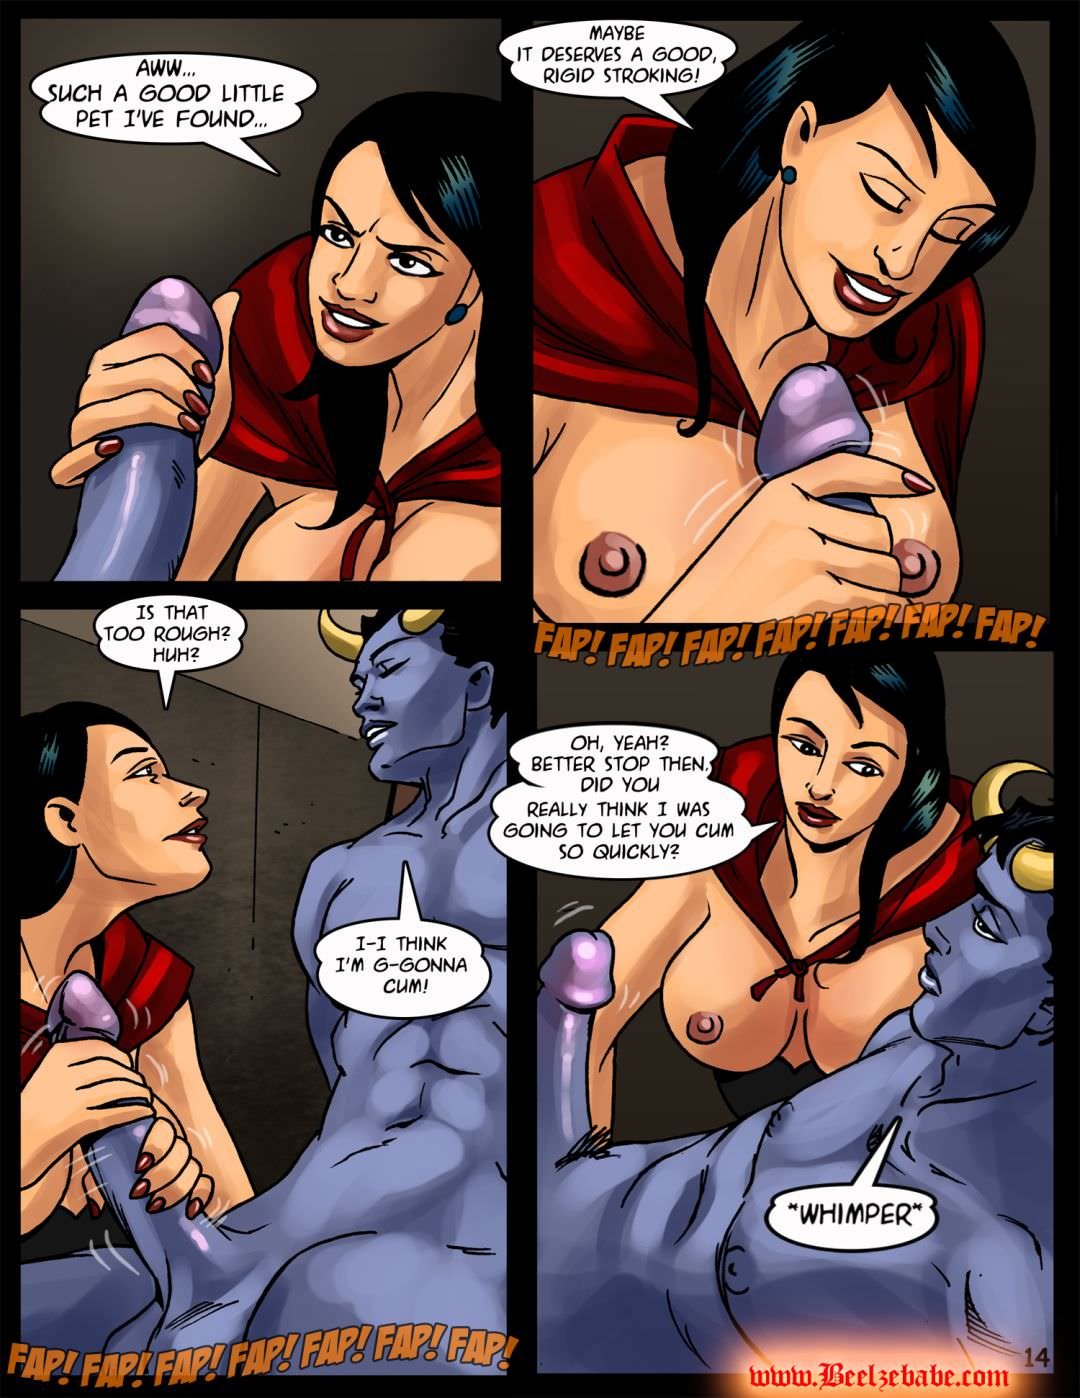 AWW...
SUCH A GOOD LITTLE
PET I'VE FOUND...
MAYBE
IT DESERVES A GOOD,
RIGID STROKING!
FAP! FAP! FAP! FAP! FAP! FAP! FAP!
IS THAT
TOO ROUGH?
HUH?
I-I THINK
I'M G-GONNA
CUM!
FAP! FAP! FAP! FAP! FAP! FAP! FAP!
OH, YEAH?
BETTER STOP THEN.
DID YOU
REALLY THINK I WAS
GOING TO LET YOU CUM
SO QUICKLY?
*WHIMPER*
14
www.Beelzebabe.com